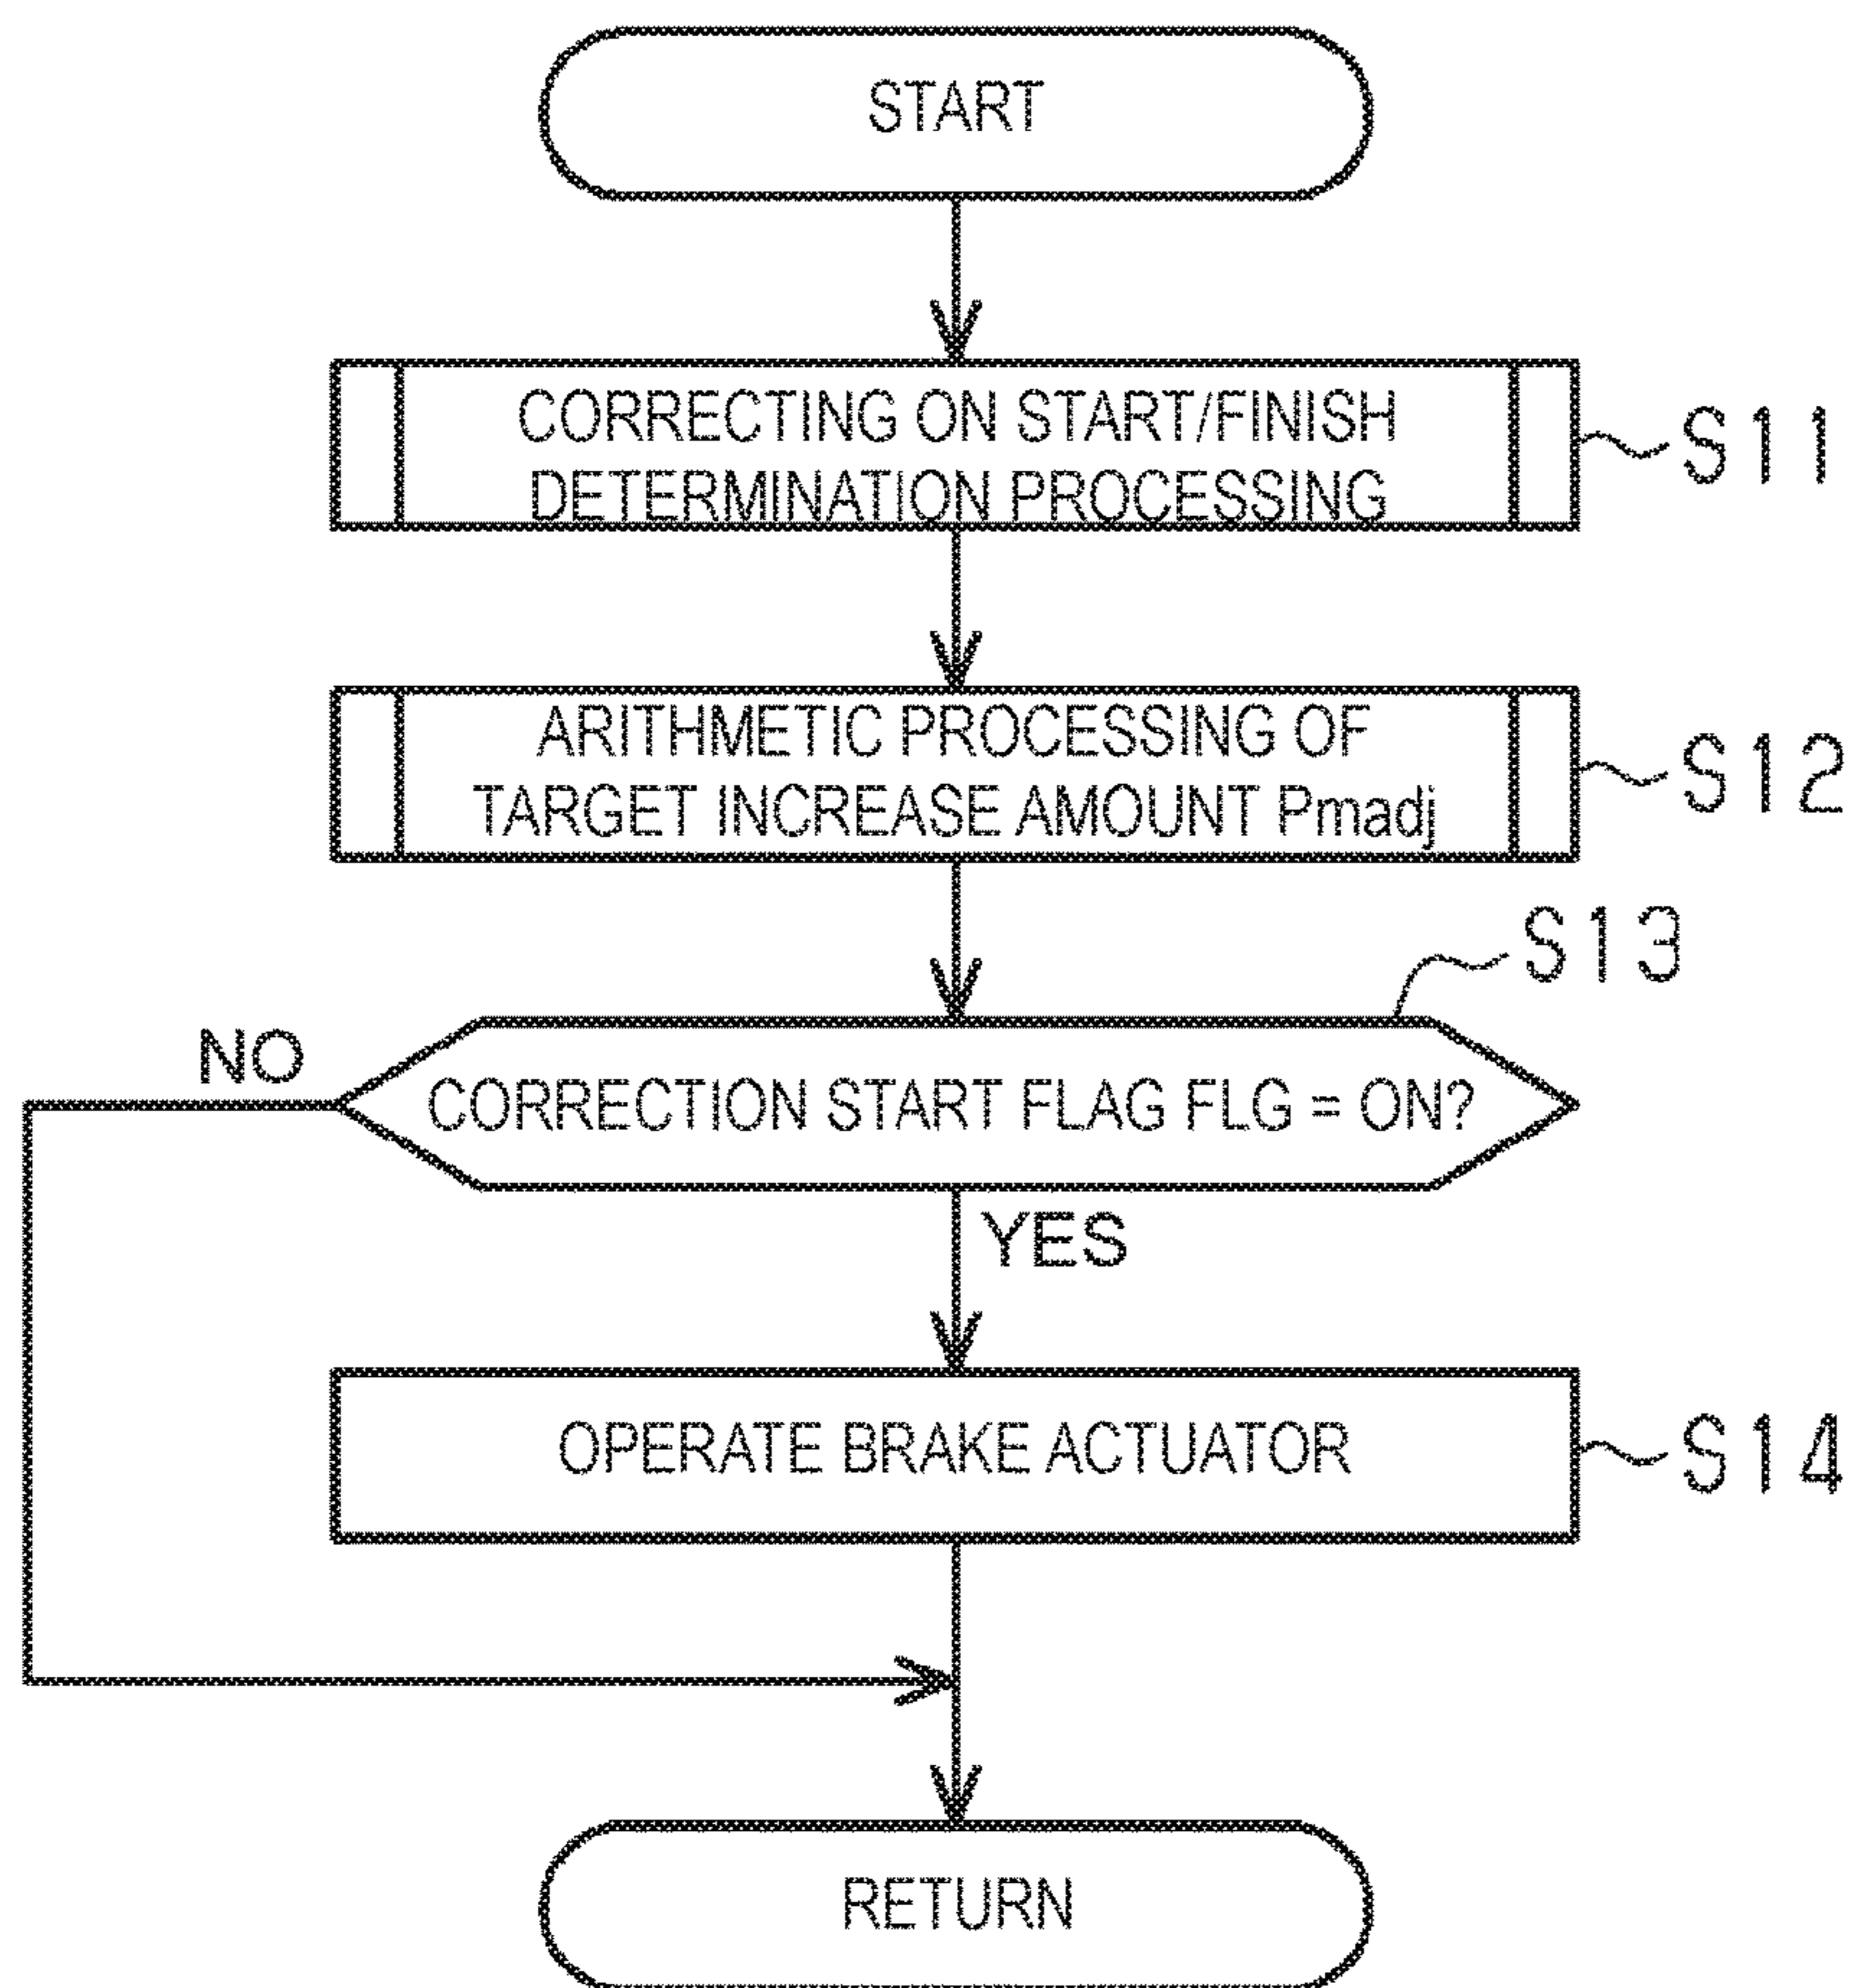 START
CORRECTING ON START/FINISH
DETERMINATION PROCESSING
S11
ARITHMETIC PROCESSING OF
TARGET INCREASE AMOUNT Pmadj
S12
S13
NO
CORRECTION START FLAG FLG = ON?
YES
OPERATE BRAKE ACTUATOR
S14
RETURN